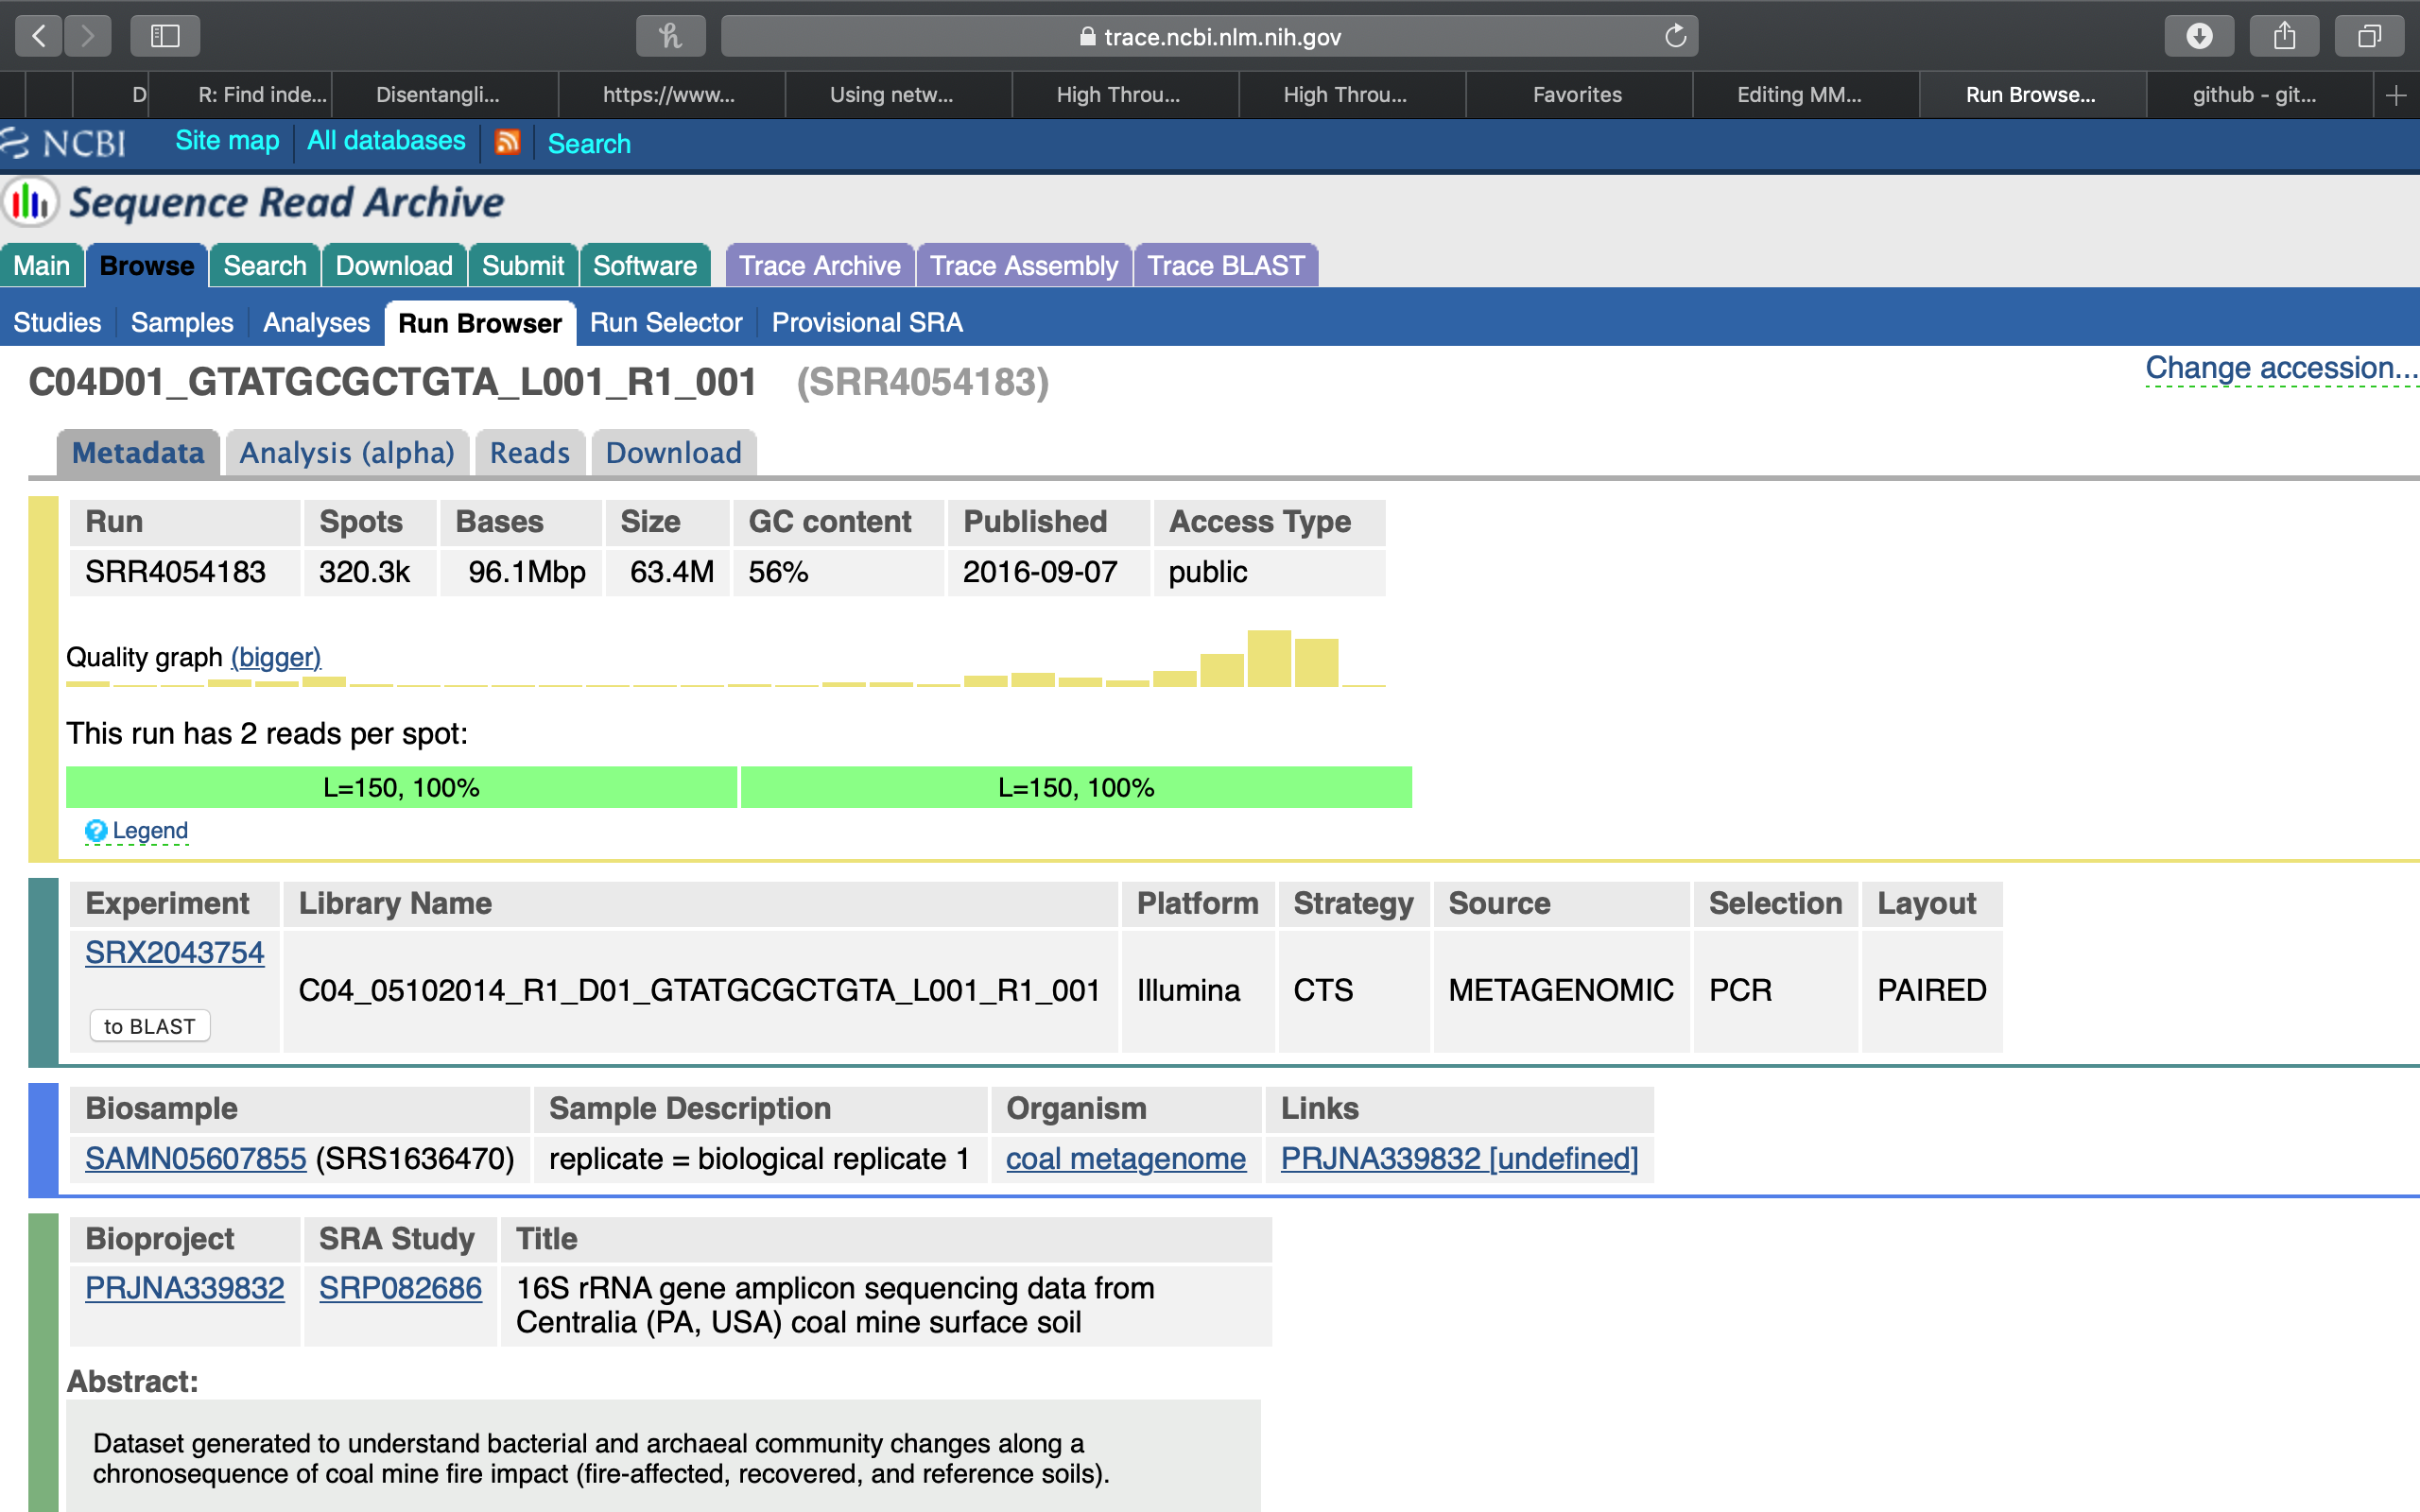 trace.ncbi.nlm.nih.gov
D R: Find inde... Disentangli... https://www... Using netw... High Throu... High Throu... Favorites Editing MM... Run Browse... github - git...
NCBI Site map All databases Search
Sequence Read Archive
Main Browse Search Download Submit Software Trace Archive Trace Assembly Trace BLAST
Studies Samples Analyses Run Browser Run Selector Provisional SRA
C04D01_GTATGCGCTGTA_L001_R1_001 (SRR4054183) Change accession...
Metadata Analysis (alpha) Reads Download
Run Spots Bases Size GC content Published Access Type
SRR4054183 320.3k 96.1Mbp 63.4M 56% 2016-09-07 public
Quality graph (bigger)
This run has 2 reads per spot:
L=150, 100% L=150, 100%
? Legend
Experiment Library Name Platform Strategy Source Selection Layout
SRX2043754
C04_05102014_R1_D01_GTATGCGCTGTA_L001_R1_001 Illumina CTS METAGENOMIC PCR PAIRED
to BLAST
Biosample Sample Description Organism Links
SAMN05607855 (SRS1636470) replicate = biological replicate 1 coal metagenome PRJNA339832 [undefined]
Bioproject SRA Study Title
PRJNA339832 SRP082686 16S rRNA gene amplicon sequencing data from
Centralia (PA, USA) coal mine surface soil
Abstract:
Dataset generated to understand bacterial and archaeal community changes along a
chronosequence of coal mine fire impact (fire-affected, recovered, and reference soils).